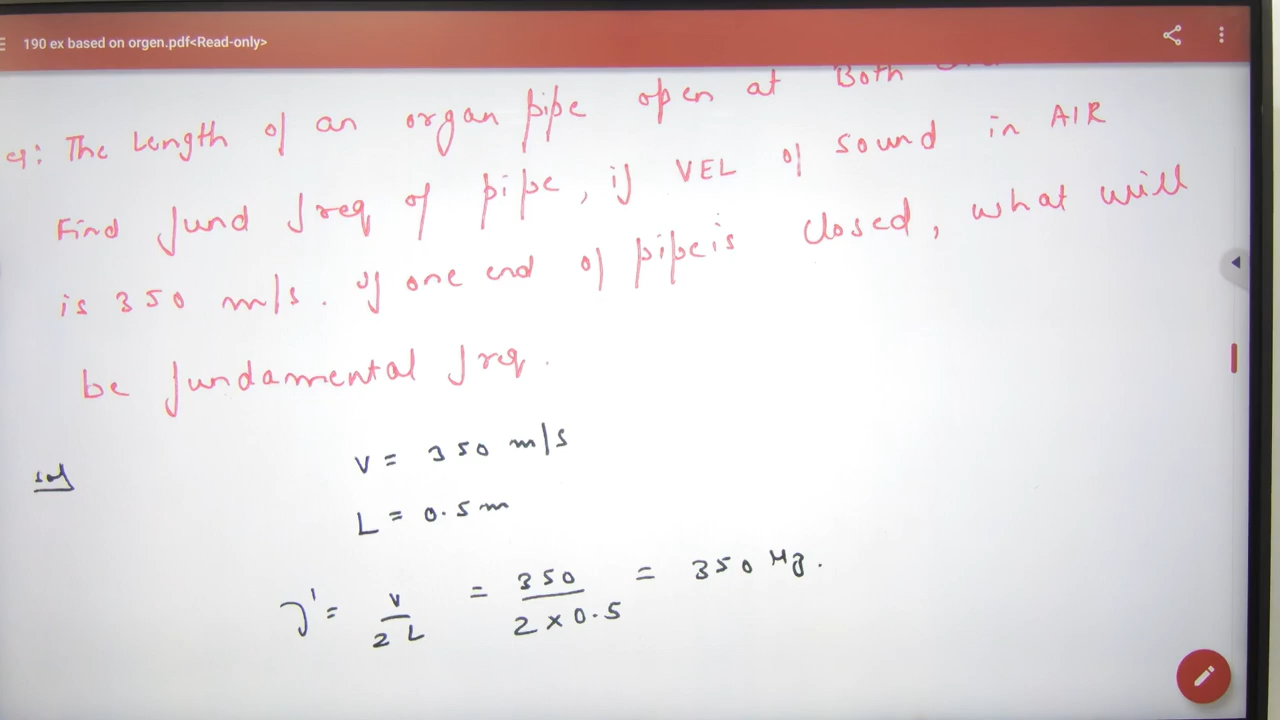 190 ex based on orgen.pdf<Read-only>
eg: The Length of an organ pipe open at Both
Find fund freq of pipe, if VEL of sound in AIR
is 350 m/s. If one end of pipe is closed, what will
be fundamental freq.
sol
V = 350 m/s
L = 0.5 m
ν' = V/2L = 350/2×0.5 = 350 Hz.